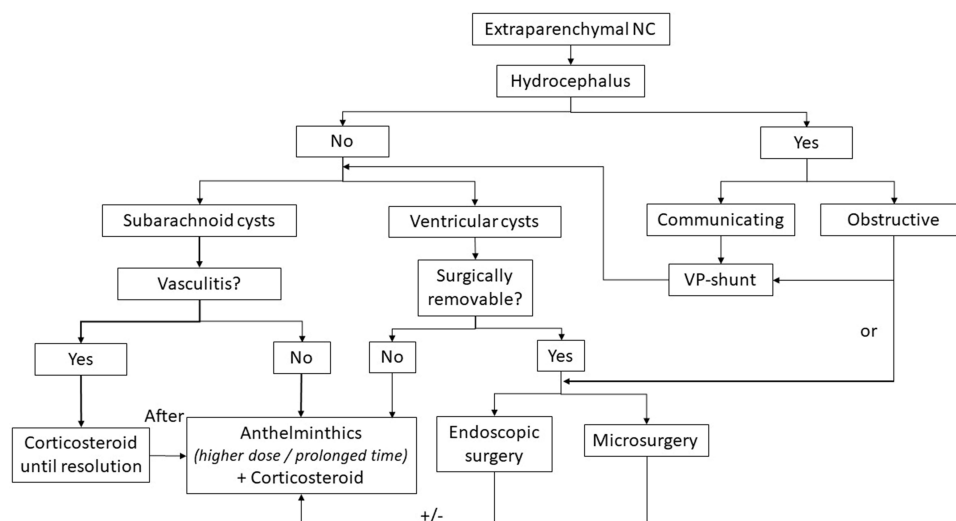 Extraparenchymal NC
Hydrocephalus
No
Yes
Subarachnoid cysts
Ventricular cysts
Communicating
Obstructive
Vasculitis?
Surgically
removable?
VP-shunt
or
Yes
No
No
Yes
After
Corticosteroid
until resolution
Anthelminthics
(higher dose / prolonged time)
+ Corticosteroid
Endoscopic
surgery
Microsurgery
+/-